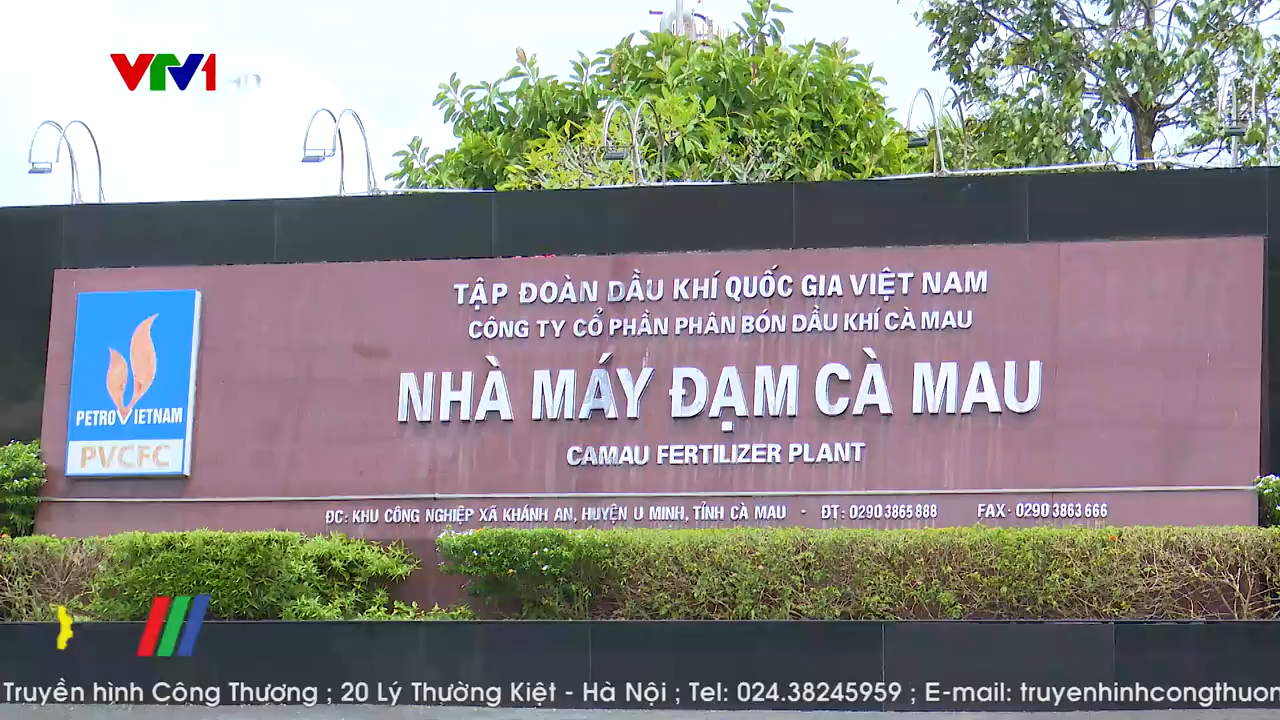 VTV1
TẬP ĐOÀN DẦU KHÍ QUỐC GIA VIỆT NAM
CÔNG TY CỔ PHẦN PHÂN BÓN DẦU KHÍ CÀ MAU
NHÀ MÁY ĐẠM CÀ MAU
CAMAU FERTILIZER PLANT
PETROVIETNAM
PVCFC
ĐC: KHU CÔNG NGHIỆP XÃ KHÁNH AN, HUYỆN U MINH, TỈNH CÀ MAU - ĐT: 0290 3865 888 FAX - 0290 3863 666
Truyền hình Công Thương ; 20 Lý Thường Kiệt - Hà Nội ; Tel: 024.38245959 ; E-mail: truyenhinhcongthuon